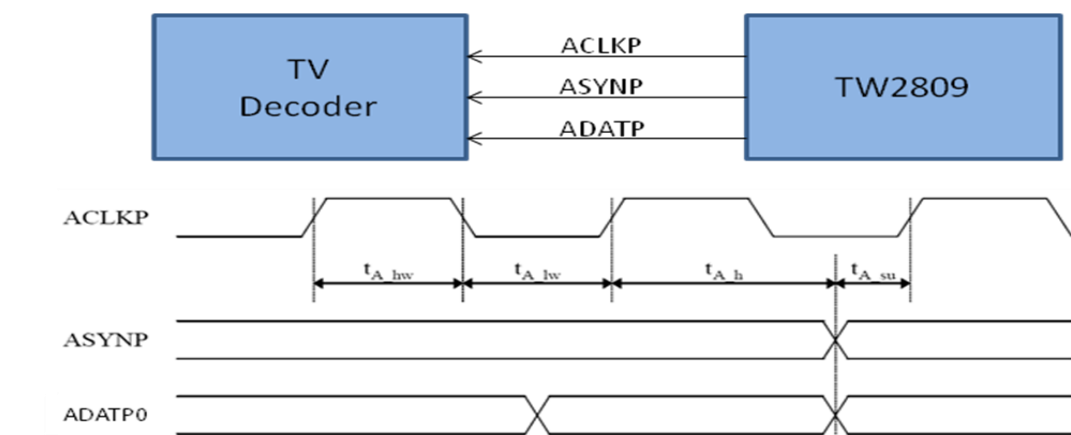 TV
Decoder
ACLKP
ASYNP
ADATP
TW2809
ACLKP
tA_hw tA_lw tA_h tA_su
ASYNP
ADATP0